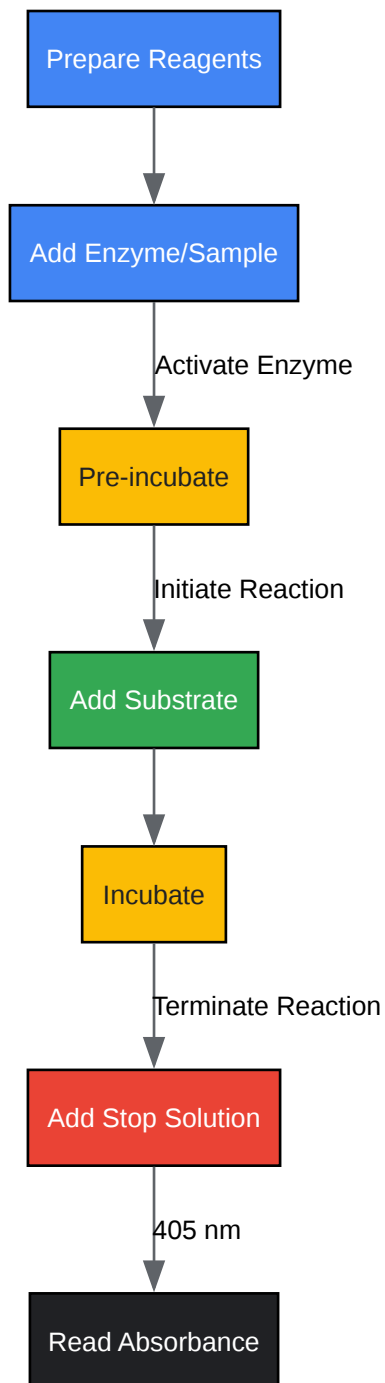 Prepare Reagents
Add Enzyme/Sample
Activate Enzyme
Pre-incubate
Initiate Reaction
Add Substrate
Incubate
Terminate Reaction
Add Stop Solution
405 nm
Read Absorbance